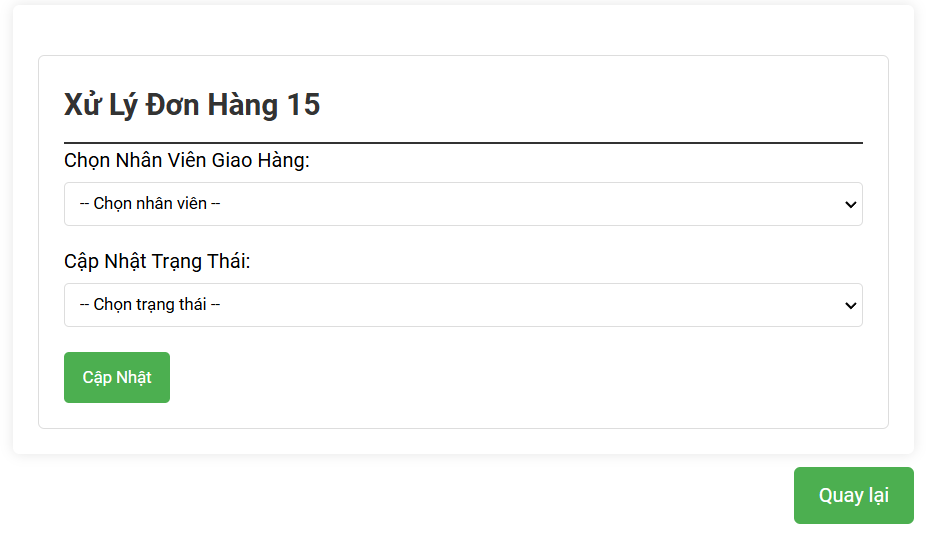 Xử Lý Đơn Hàng 15
Chọn Nhân Viên Giao Hàng:
-- Chọn nhân viên --
Cập Nhật Trạng Thái:
-- Chọn trạng thái --
Cập Nhật
Quay lại